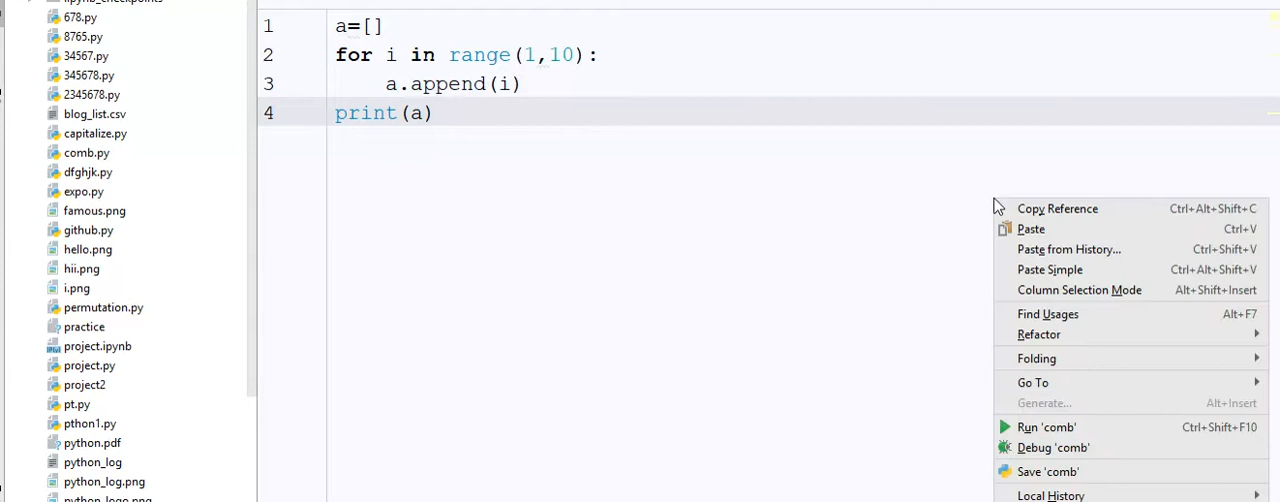 ipynb_checkpoints
678.py
8765.py
34567.py
345678.py
2345678.py
blog_list.csv
capitalize.py
comb.py
dfghjk.py
expo.py
famous.png
github.py
hello.png
hii.png
i.png
permutation.py
practice
project.ipynb
project.py
project2
pt.py
pthon1.py
python.pdf
python_log
python_log.png
python_logo.png
1 a=[]
2 for i in range(1,10):
3 a.append(i)
4 print(a)
Copy Reference Ctrl+Alt+Shift+C
Paste Ctrl+V
Paste from History... Ctrl+Shift+V
Paste Simple Ctrl+Alt+Shift+V
Column Selection Mode Alt+Shift+Insert
Find Usages Alt+F7
Refactor
Folding
Go To
Generate... Alt+Insert
Run 'comb' Ctrl+Shift+F10
Debug 'comb'
Save 'comb'
Local History